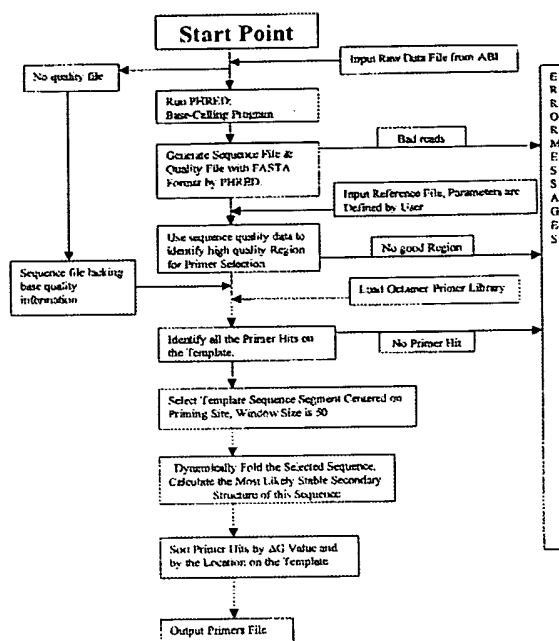 Start Point
Input Raw Data File from ABI
No quality file
Run PHRED:
Base-Calling Program
Bad reads
Generate Sequence File &
Quality File with FASTA
Format by PHRED.
Input Reference File, Parameters are
Defined by User
Use sequence quality data to
identify high quality Region
for Primer Selection
No good Region
Sequence file lacking
base quality
information
Load Octamer Primer Library
Identify all the Primer Hits on
the Template.
No Primer Hit
Select Template Sequence Segment Centered on
Priming Site, Window Size is 50
Dynamically Fold the Selected Sequence,
Calculate the Most Likely Stable Secondary
Structure of this Sequence
Sort Primer Hits by ΔG Value and
by the Location on the Template
Output Primers File
ERROR MESSAGES